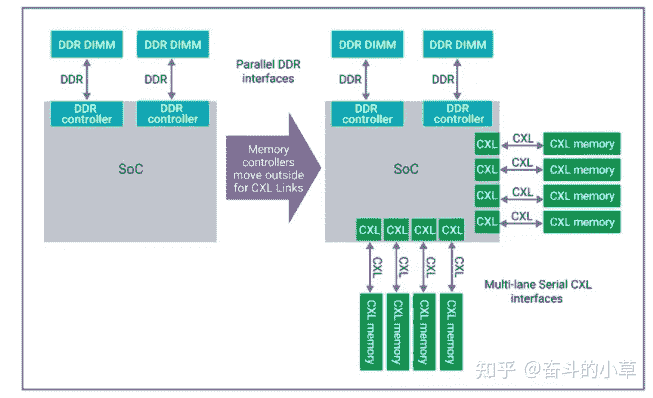 DDR DIMM
DDR DIMM
DDR
DDR
DDR controller
DDR controller
SoC
Parallel DDR
interfaces
Memory
controllers
move outside
for CXL Links
DDR DIMM
DDR DIMM
DDR
DDR
DDR controller
DDR controller
SoC
CXL
CXL
CXL memory
CXL
CXL
CXL memory
CXL
CXL
CXL memory
CXL
CXL
CXL memory
CXL
CXL
CXL
CXL
CXL
CXL
CXL
CXL
CXL memory
CXL memory
CXL memory
CXL memory
Multi-lane Serial CXL
interfaces
知乎 @奋斗的小草